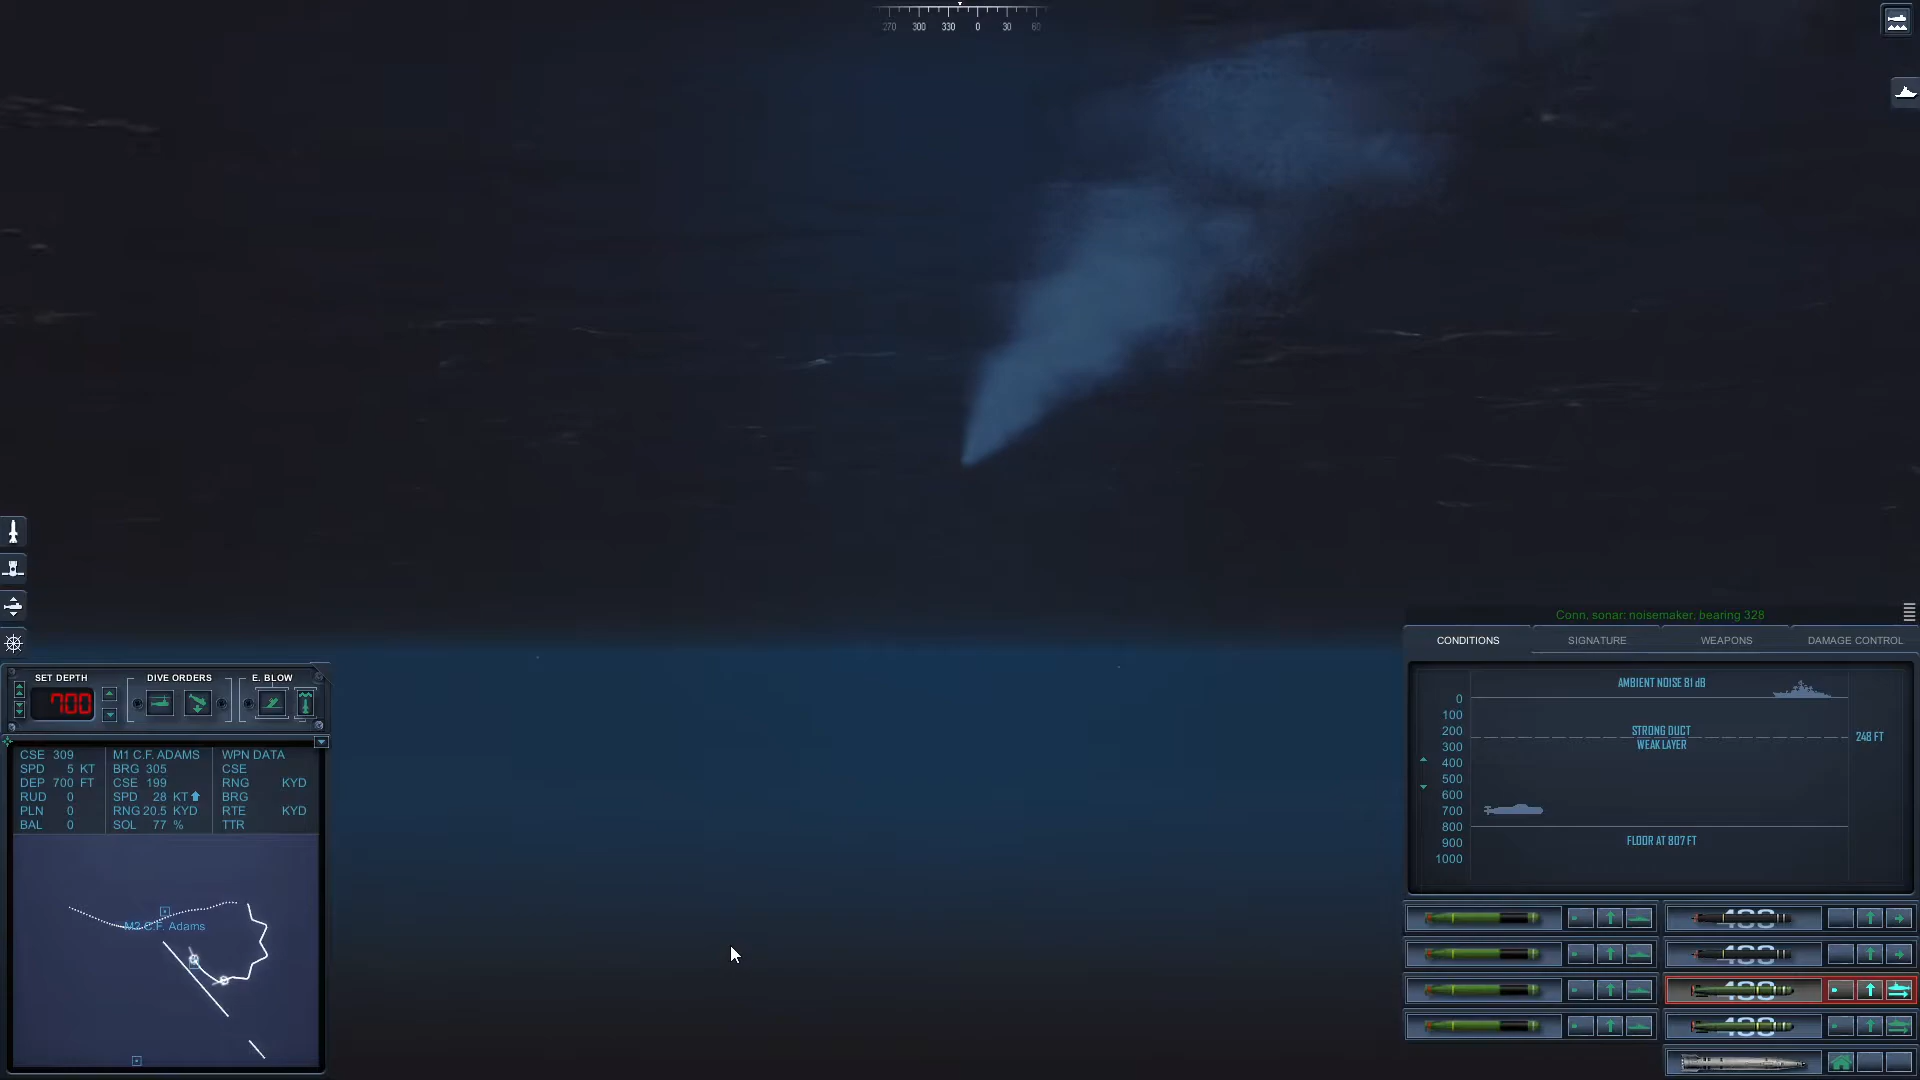 270 300 330 0 30 60
Conn, sonar: noisemaker, bearing 328
CONDITIONS SIGNATURE WEAPONS DAMAGE CONTROL
SET DEPTH DIVE ORDERS E. BLOW
700
CSE 309
SPD 5 KT
DEP 700 FT
RUD 0
PLN 0
BAL 0
M1 C.F. ADAMS
BRG 305
CSE 199
SPD 28 KT
RNG 20.5 KYD
SOL 77 %
WPN DATA
CSE
RNG KYD
BRG
RTE KYD
TTR
M2 C.F. Adams
AMBIENT NOISE 81 dB
0
100
200
300
400
500
600
700
800
900
1000
STRONG DUCT
WEAK LAYER
248 FT
FLOOR AT 807 FT